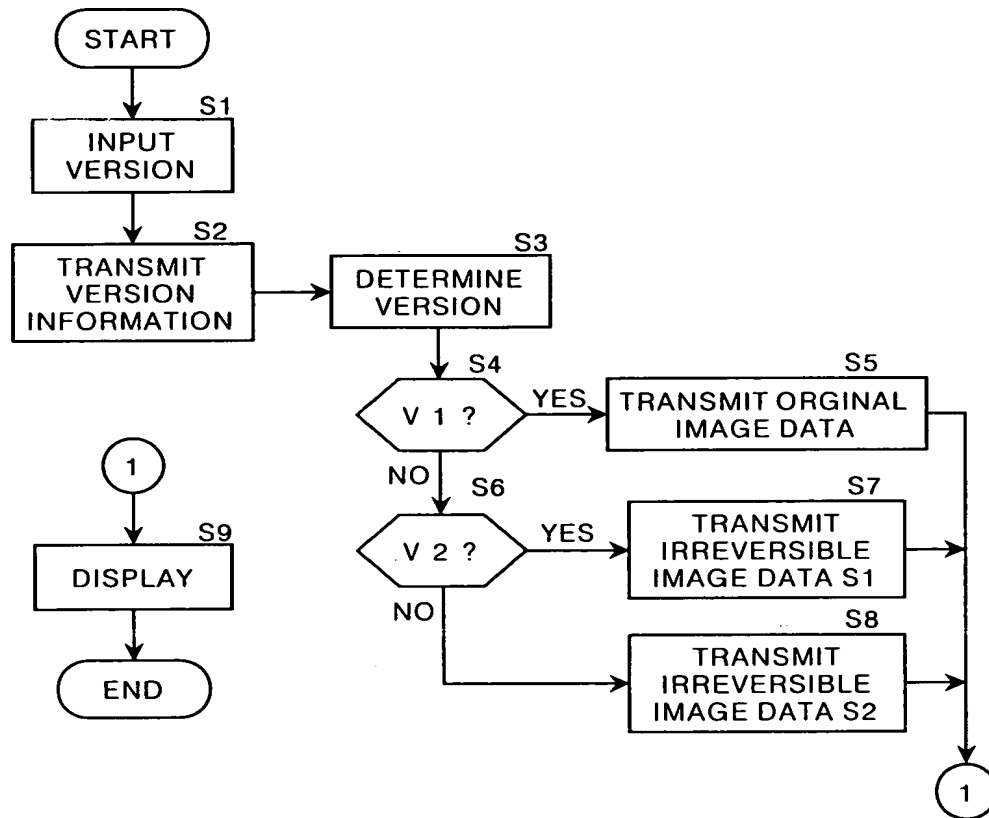 START
S1
INPUT
VERSION
S2
TRANSMIT
VERSION
INFORMATION
S3
DETERMINE
VERSION
S4
V 1 ?
YES
NO
S5
TRANSMIT ORGINAL
IMAGE DATA
S6
V 2 ?
YES
NO
S7
TRANSMIT
IRREVERSIBLE
IMAGE DATA S1
S8
TRANSMIT
IRREVERSIBLE
IMAGE DATA S2
1
1
S9
DISPLAY
END